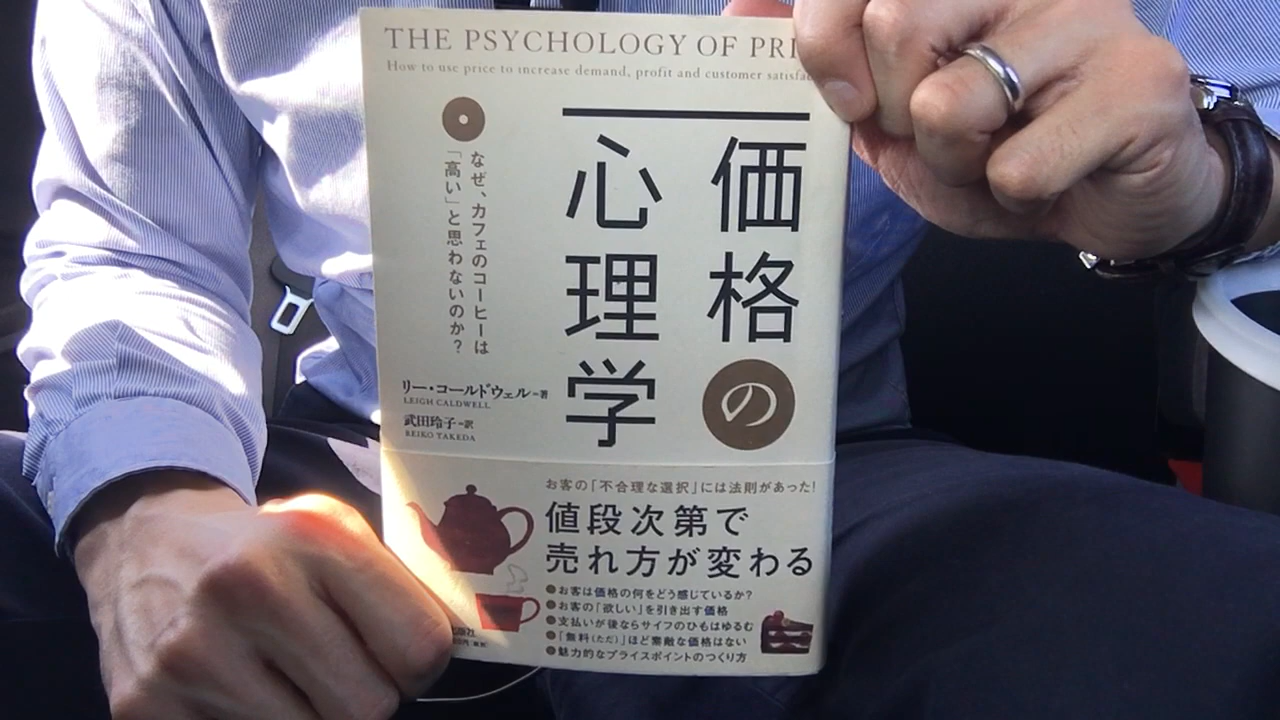 THE PSYCHOLOGY OF PRI
How to use price to increase demand, profit and customer satisfac
価格の
心理学
なぜ、カフェのコーヒーは
「高い」と思わないのか?
リー・コールドウェル=著
LEIGH CALDWELL
武田玲子=訳
REIKO TAKEDA
お客の「不合理な選択」には法則があった!
値段次第で
売れ方が変わる
●お客は価格の何をどう感じているか?
●お客の「欲しい」を引き出す価格
●支払いが後ならサイフのひもはゆるむ
●「無料(ただ)」ほど素敵な価格はない
●魅力的なプライスポイントのつくり方